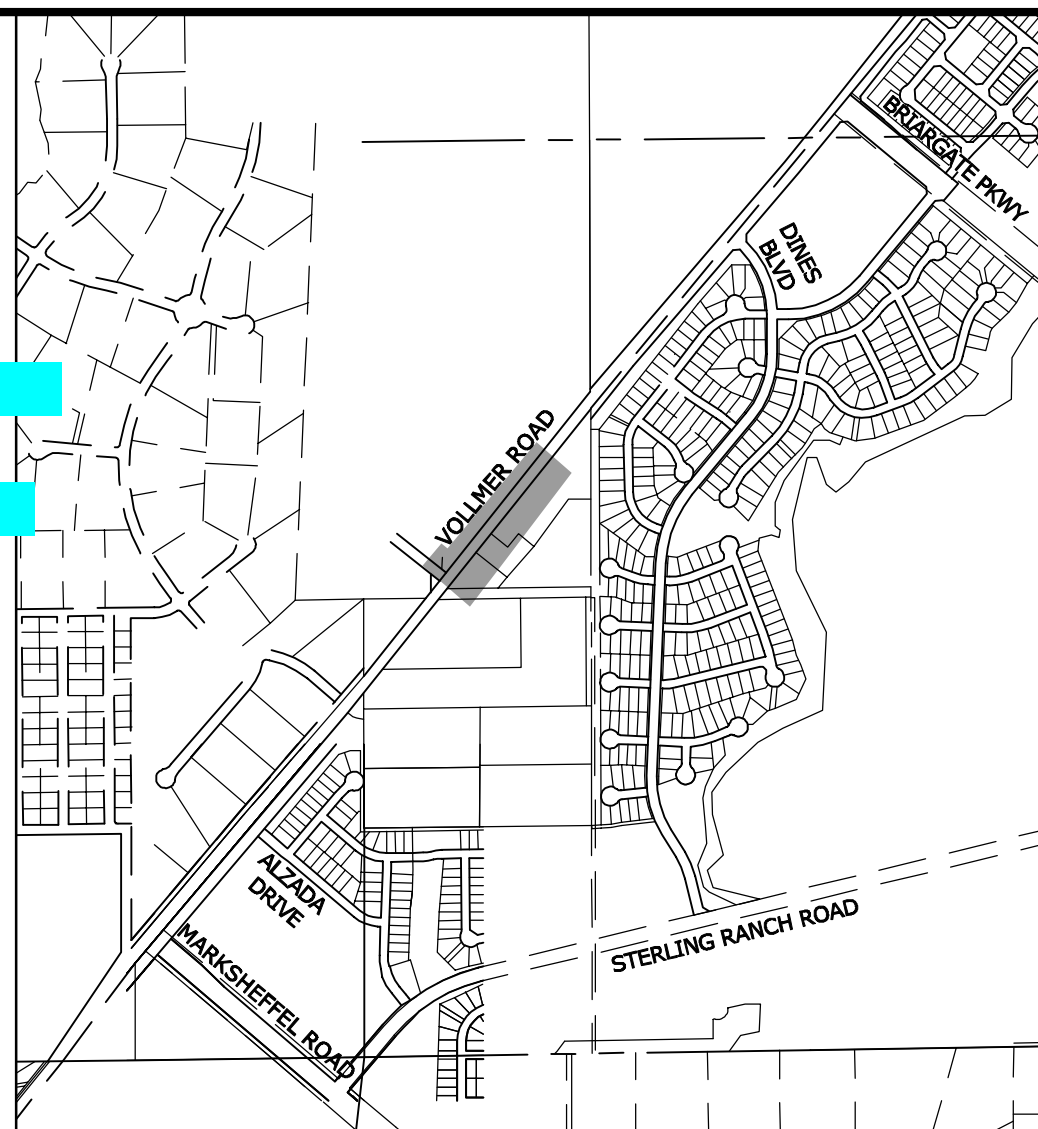 BRIARGATE PKWY
DINES
BLVD
VOLLMER ROAD
ALZADA
DRIVE
STERLING RANCH ROAD
MARKSHEFFEL ROAD